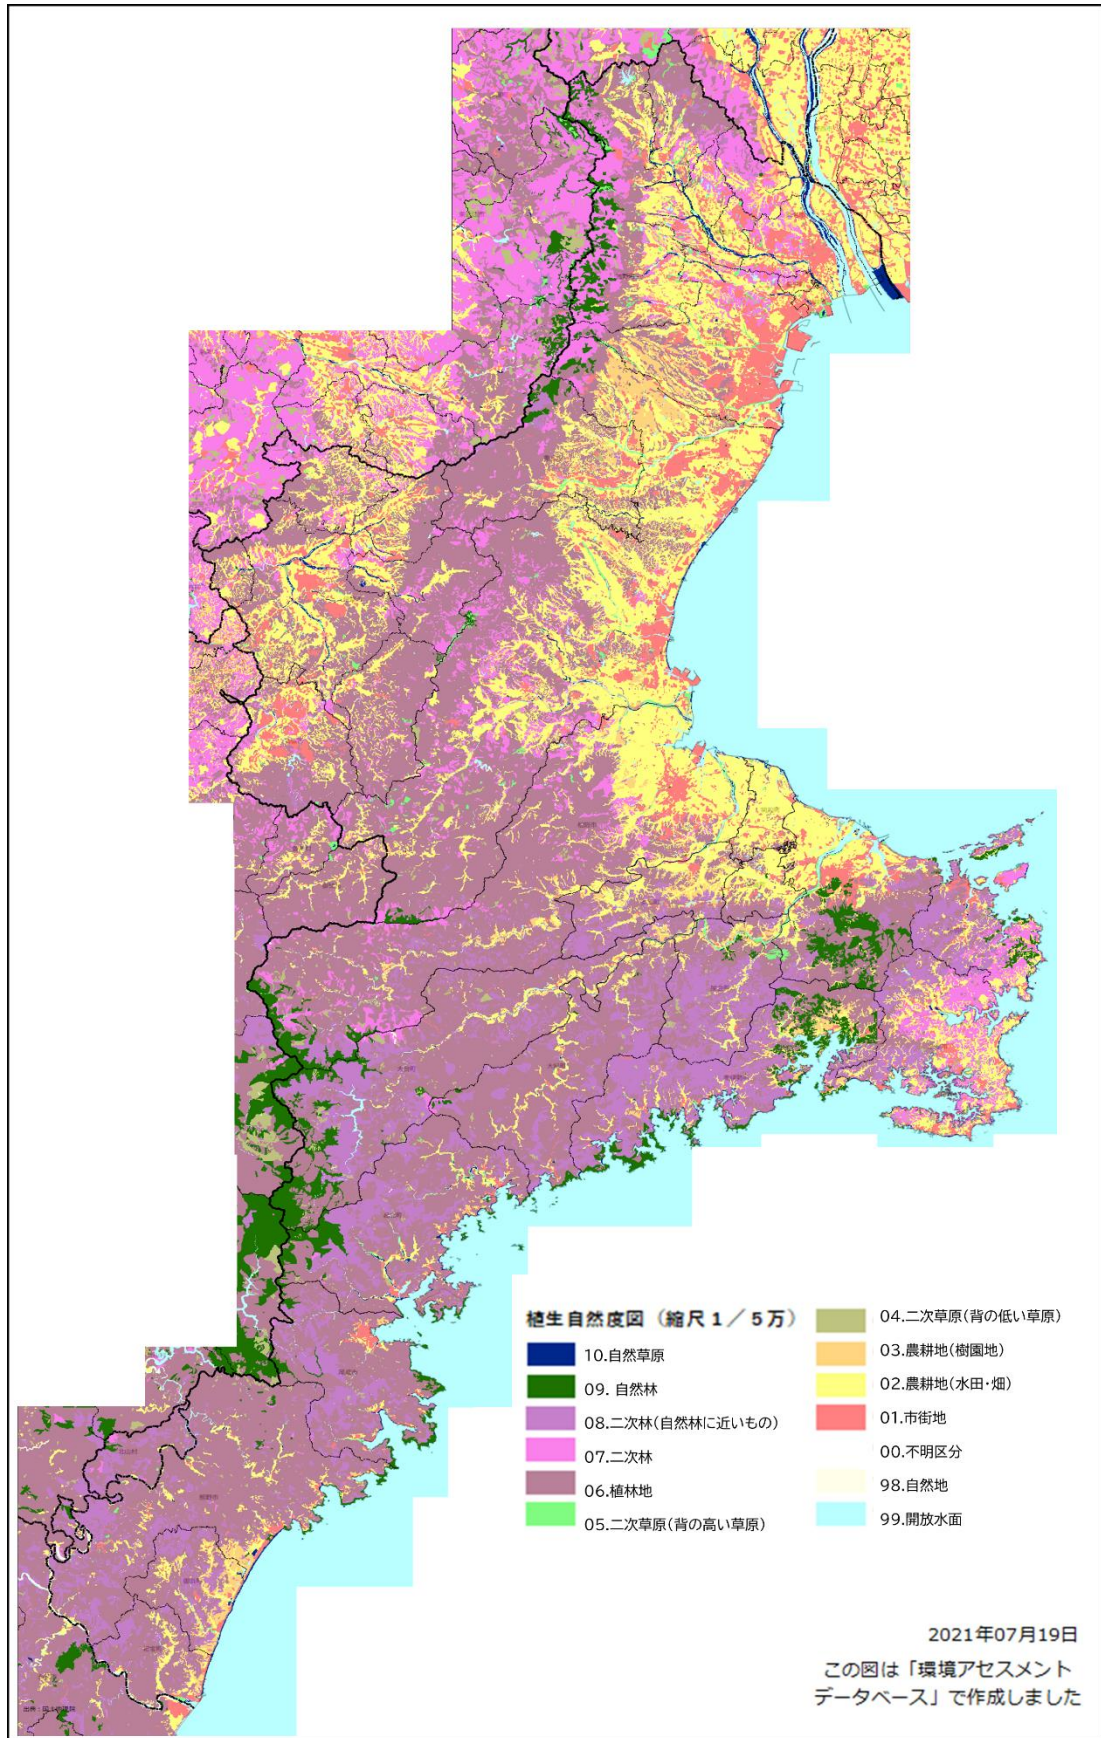 植生自然度図（縮尺１／５万）
10.自然草原
09. 自然林
08.二次林(自然林に近いもの)
07.二次林
06.植林地
05.二次草原(背の高い草原)
04.二次草原(背の低い草原)
03.農耕地(樹園地)
02.農耕地(水田・畑)
01.市街地
00.不明区分
98.自然地
99.開放水面
2021年07月19日
この図は「環境アセスメント
データベース」で作成しました